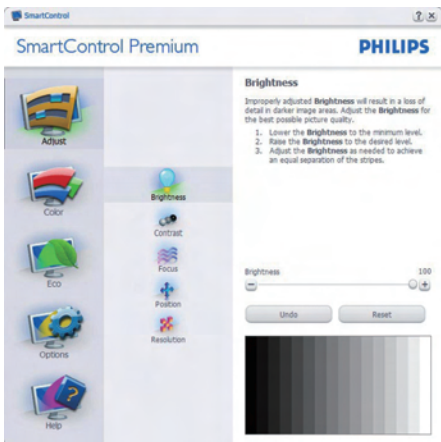 SmartControl
SmartControl Premium
PHILIPS
Adjust
Color
Eco
Options
Help
Brightness
Contrast
Focus
Position
Resolution
Brightness
Improperly adjusted Brightness will result in a loss of
detail in darker image areas. Adjust the Brightness for
the best possible picture quality.
1. Lower the Brightness to the minimum level.
2. Raise the Brightness to the desired level.
3. Adjust the Brightness as needed to achieve
an equal separation of the stripes.
Brightness 100
Undo Reset